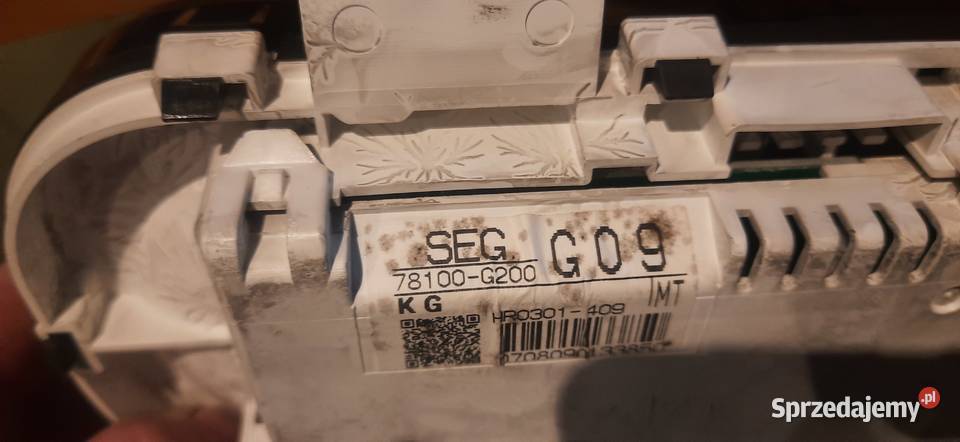 SEG G09
78100-G200
KG MT
HR0301-409
Sprzedajemy.pl